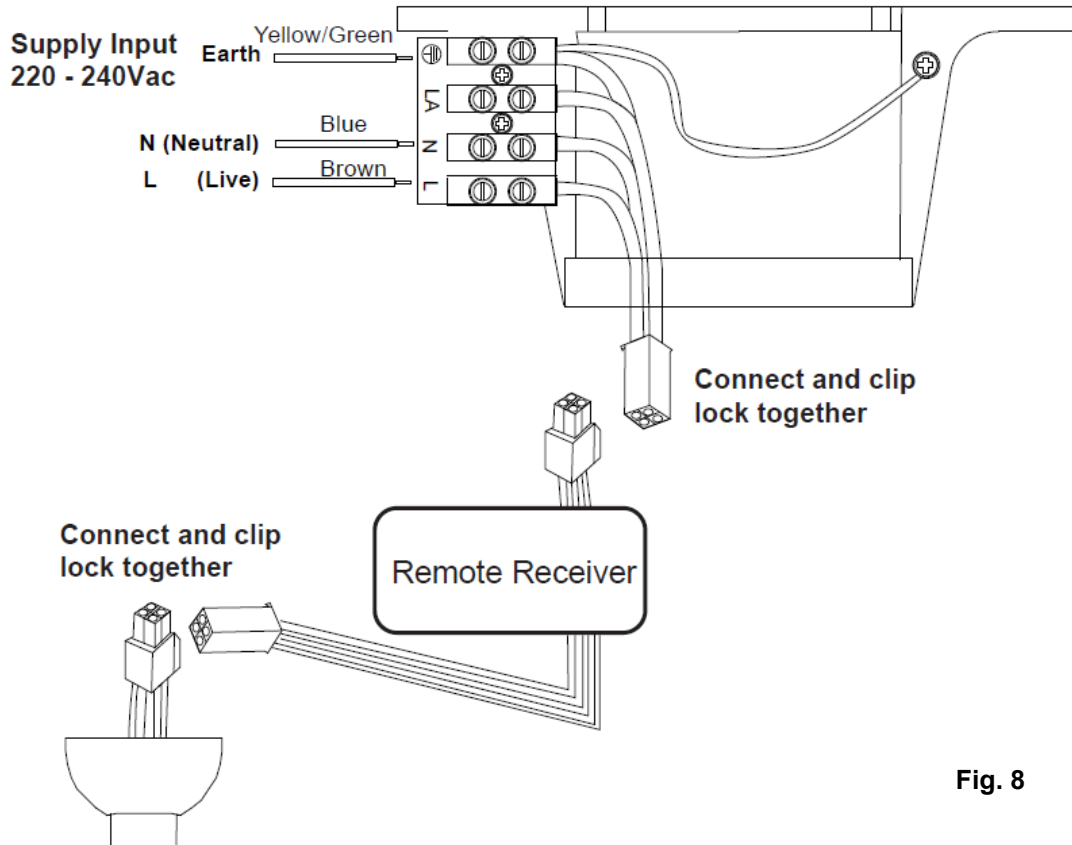 Supply Input
220 - 240Vac
Earth
Yellow/Green
N (Neutral)
Blue
L (Live)
Brown
LA
N
L
Connect and clip
lock together
Connect and clip
lock together
Remote Receiver
Fig. 8